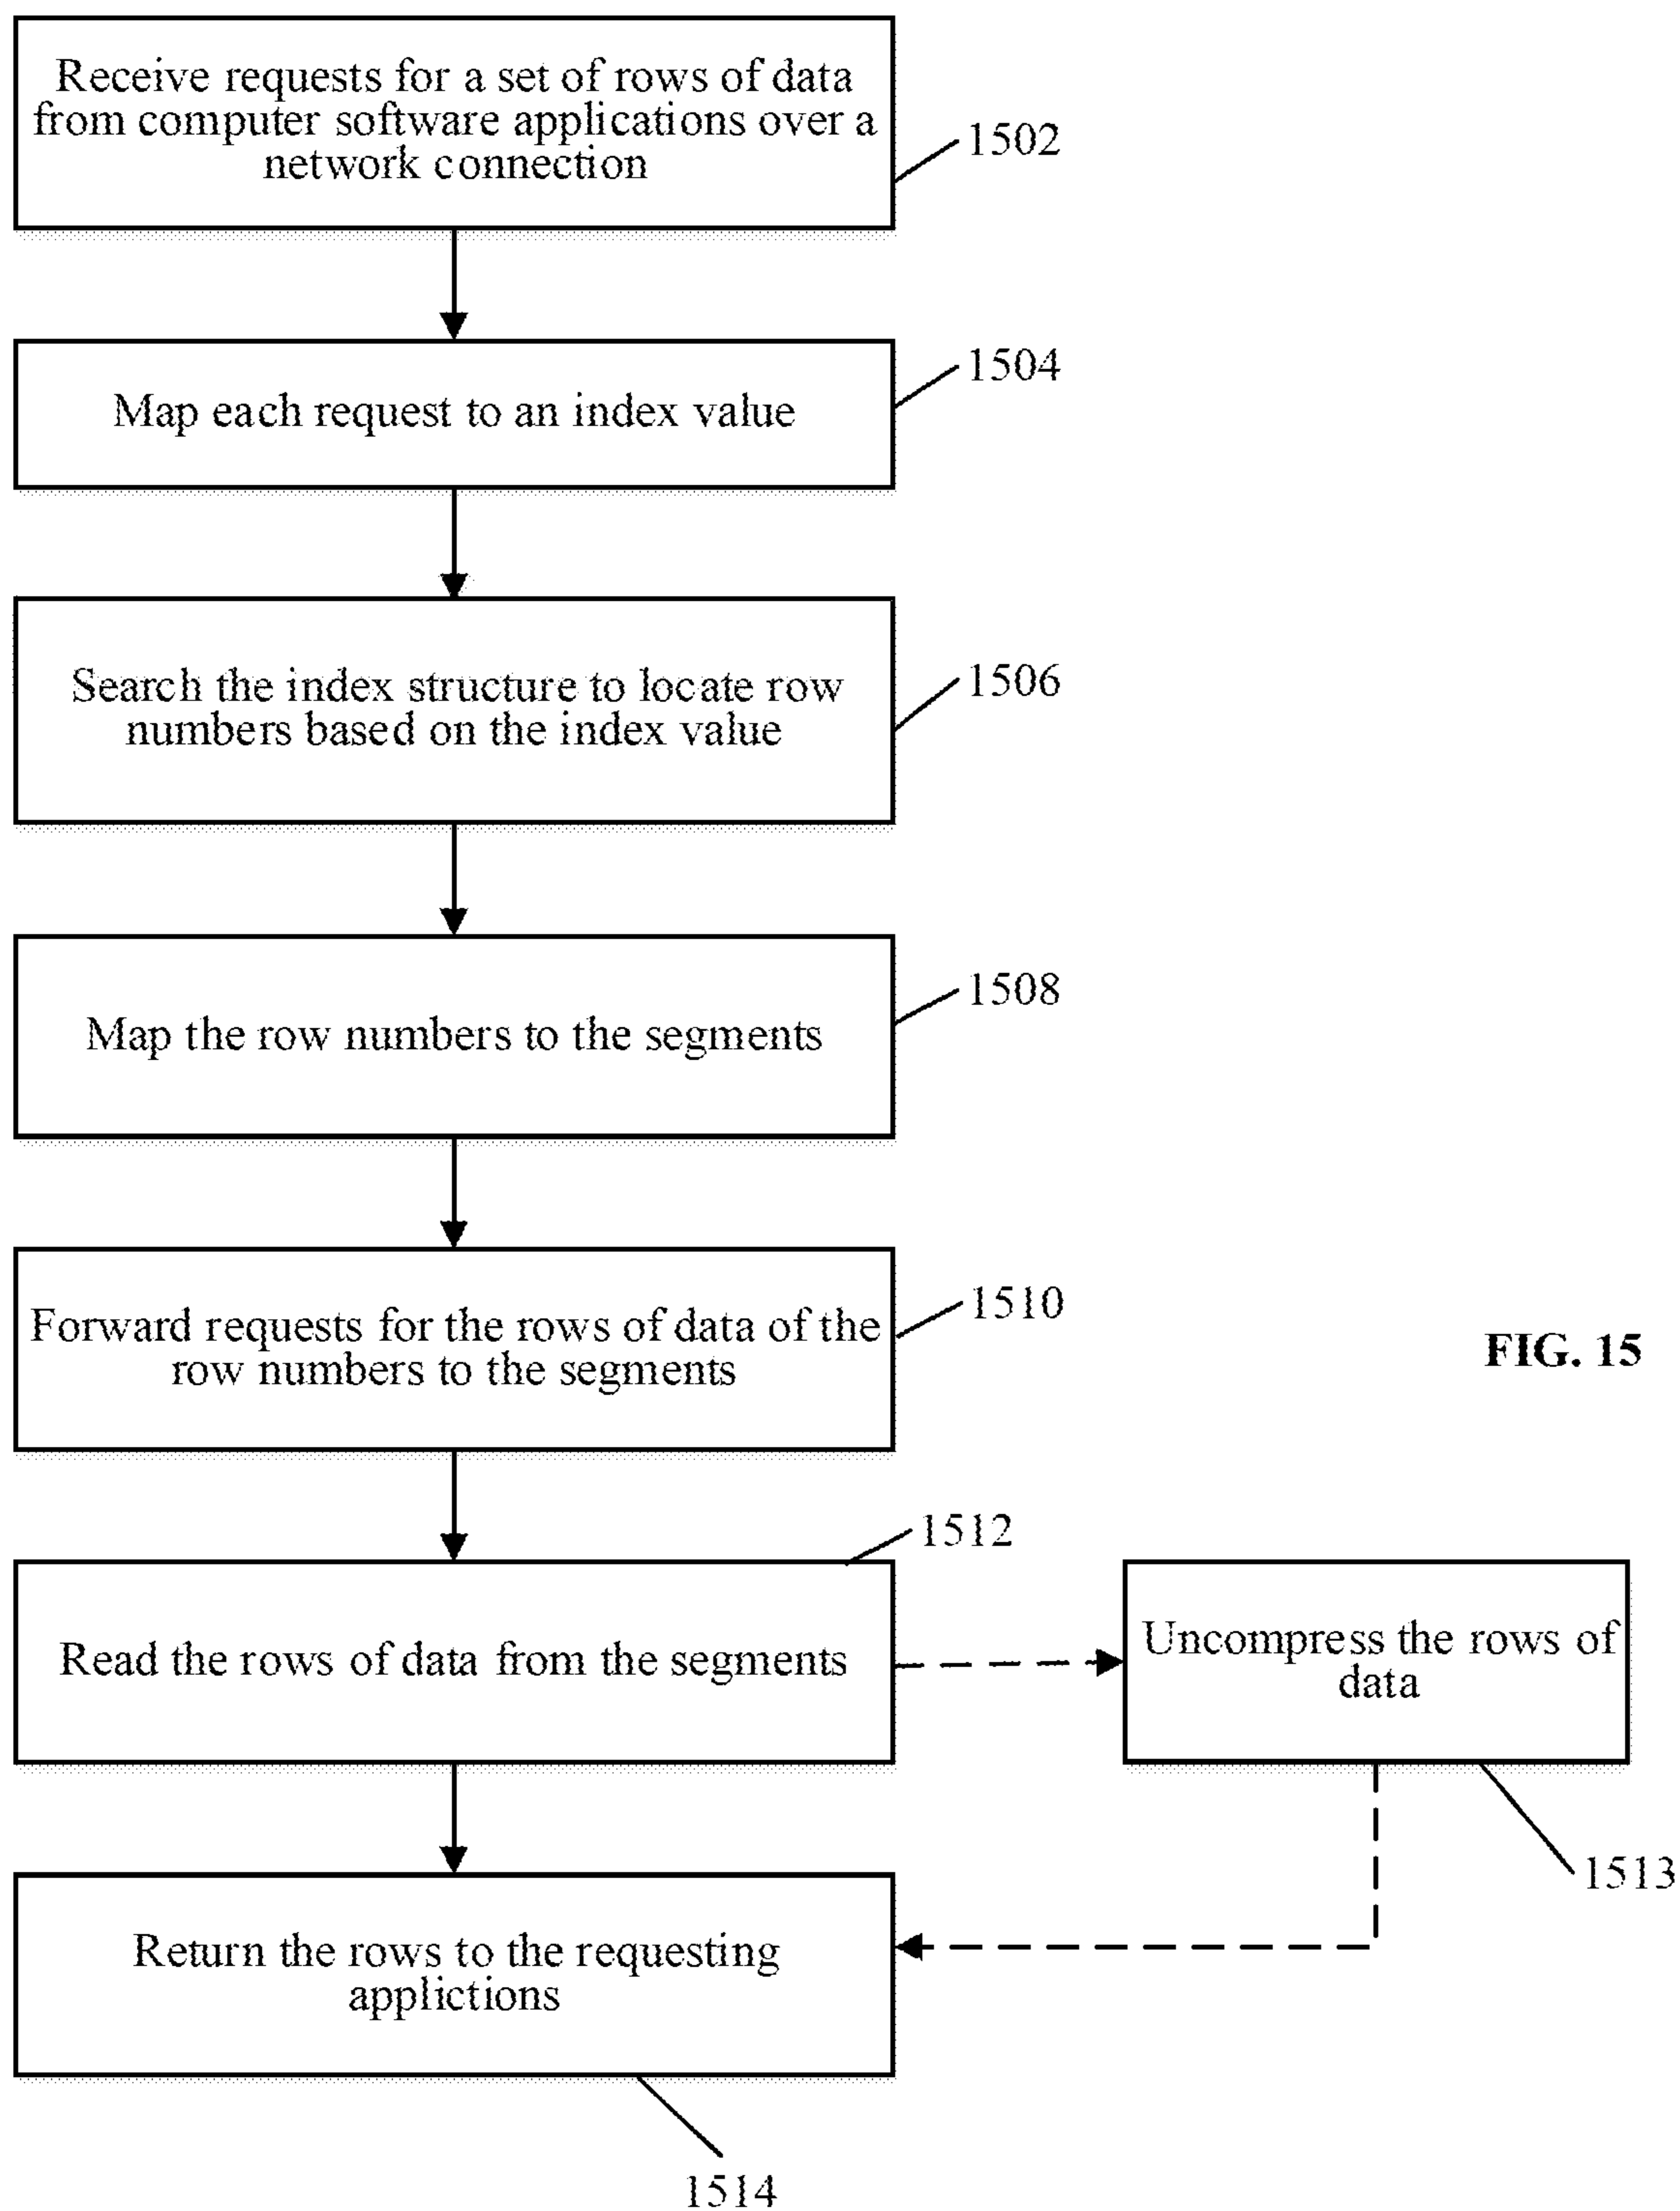 Receive requests for a set of rows of data
from computer software applications over a
network connection
1502
1504
Map each request to an index value
1506
Search the index structure to locate row
numbers based on the index value
1508
Map the row numbers to the segments
1510
Forward requests for the rows of data of the
row numbers to the segments
FIG. 15
1512
Read the rows of data from the segments
Uncompress the rows of
data
1513
Return the rows to the requesting
applictions
1514